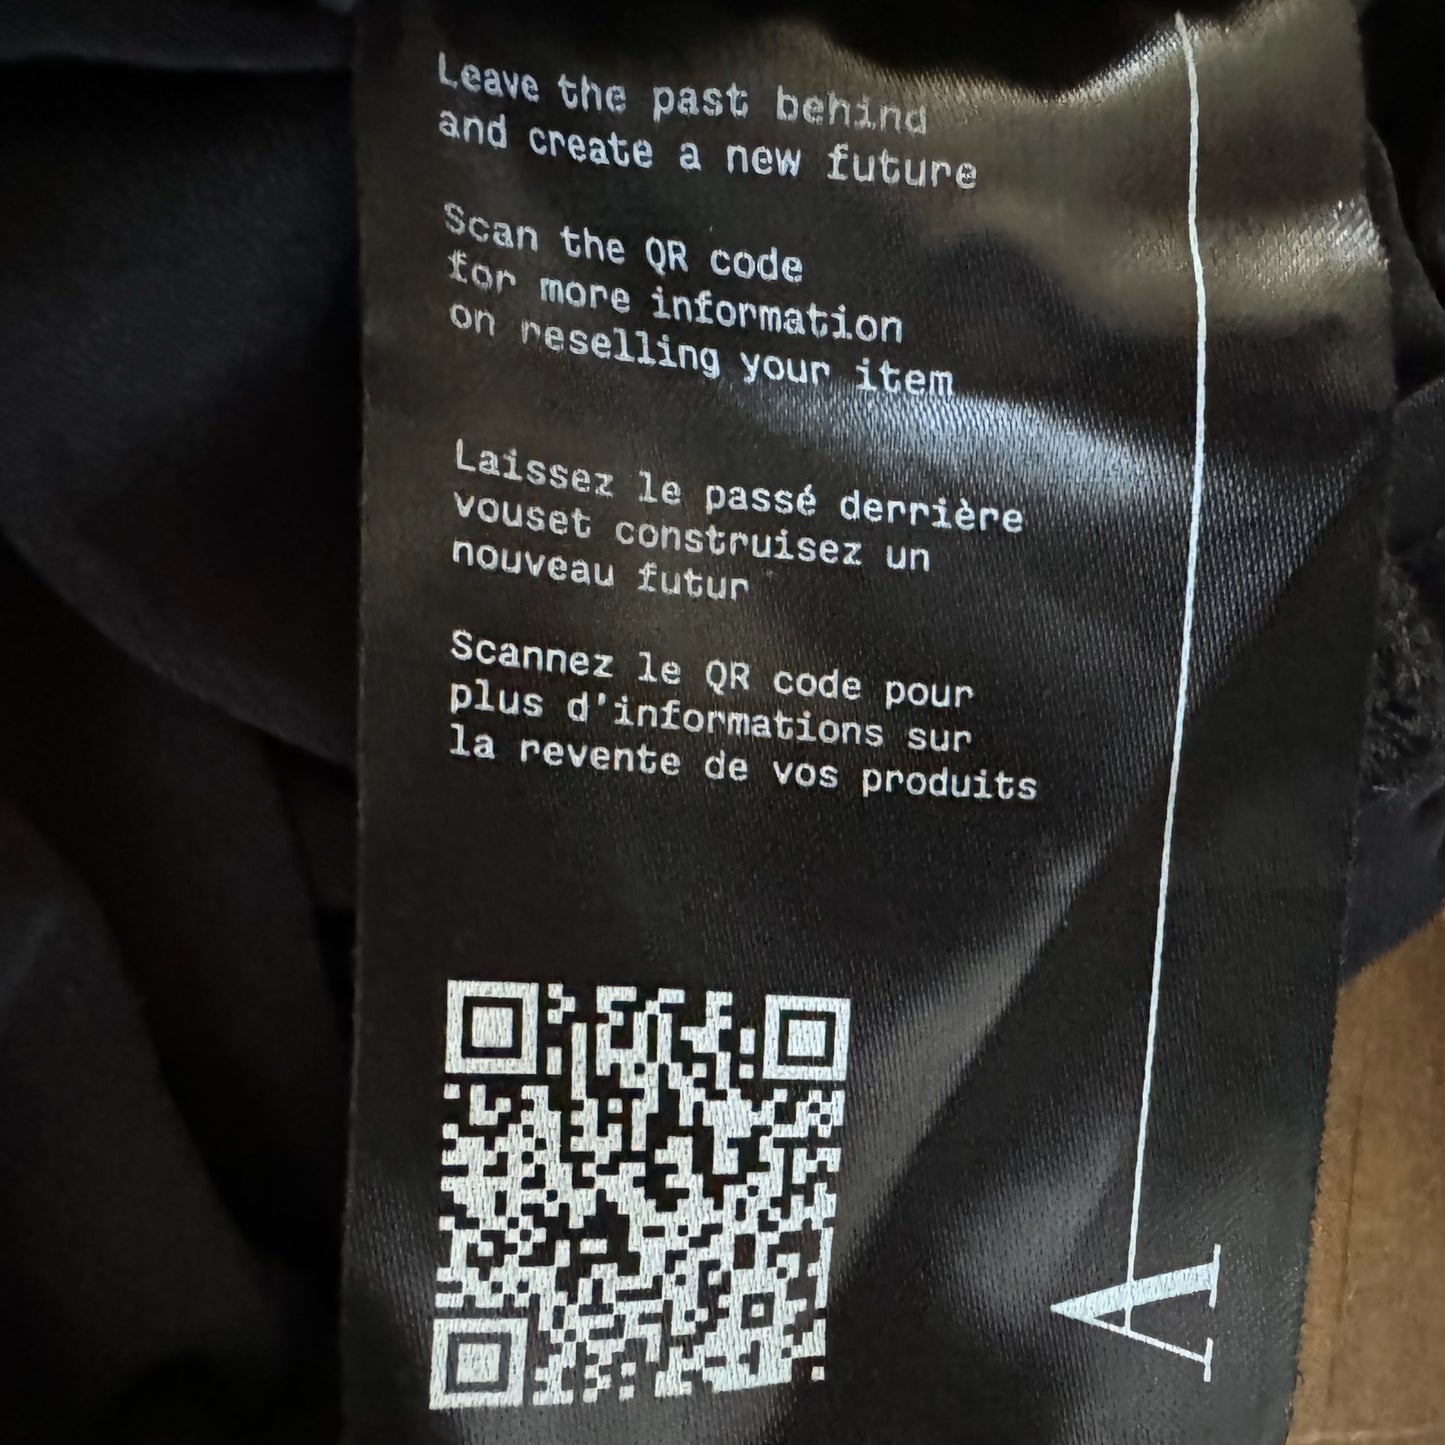 Leave the past behind
and create a new future
Scan the QR code
for more information
on reselling your item
Laissez le passé derrière
vouset construisez un
nouveau futur
Scannez le QR code pour
plus d'informations sur
la revente de vos produits
A